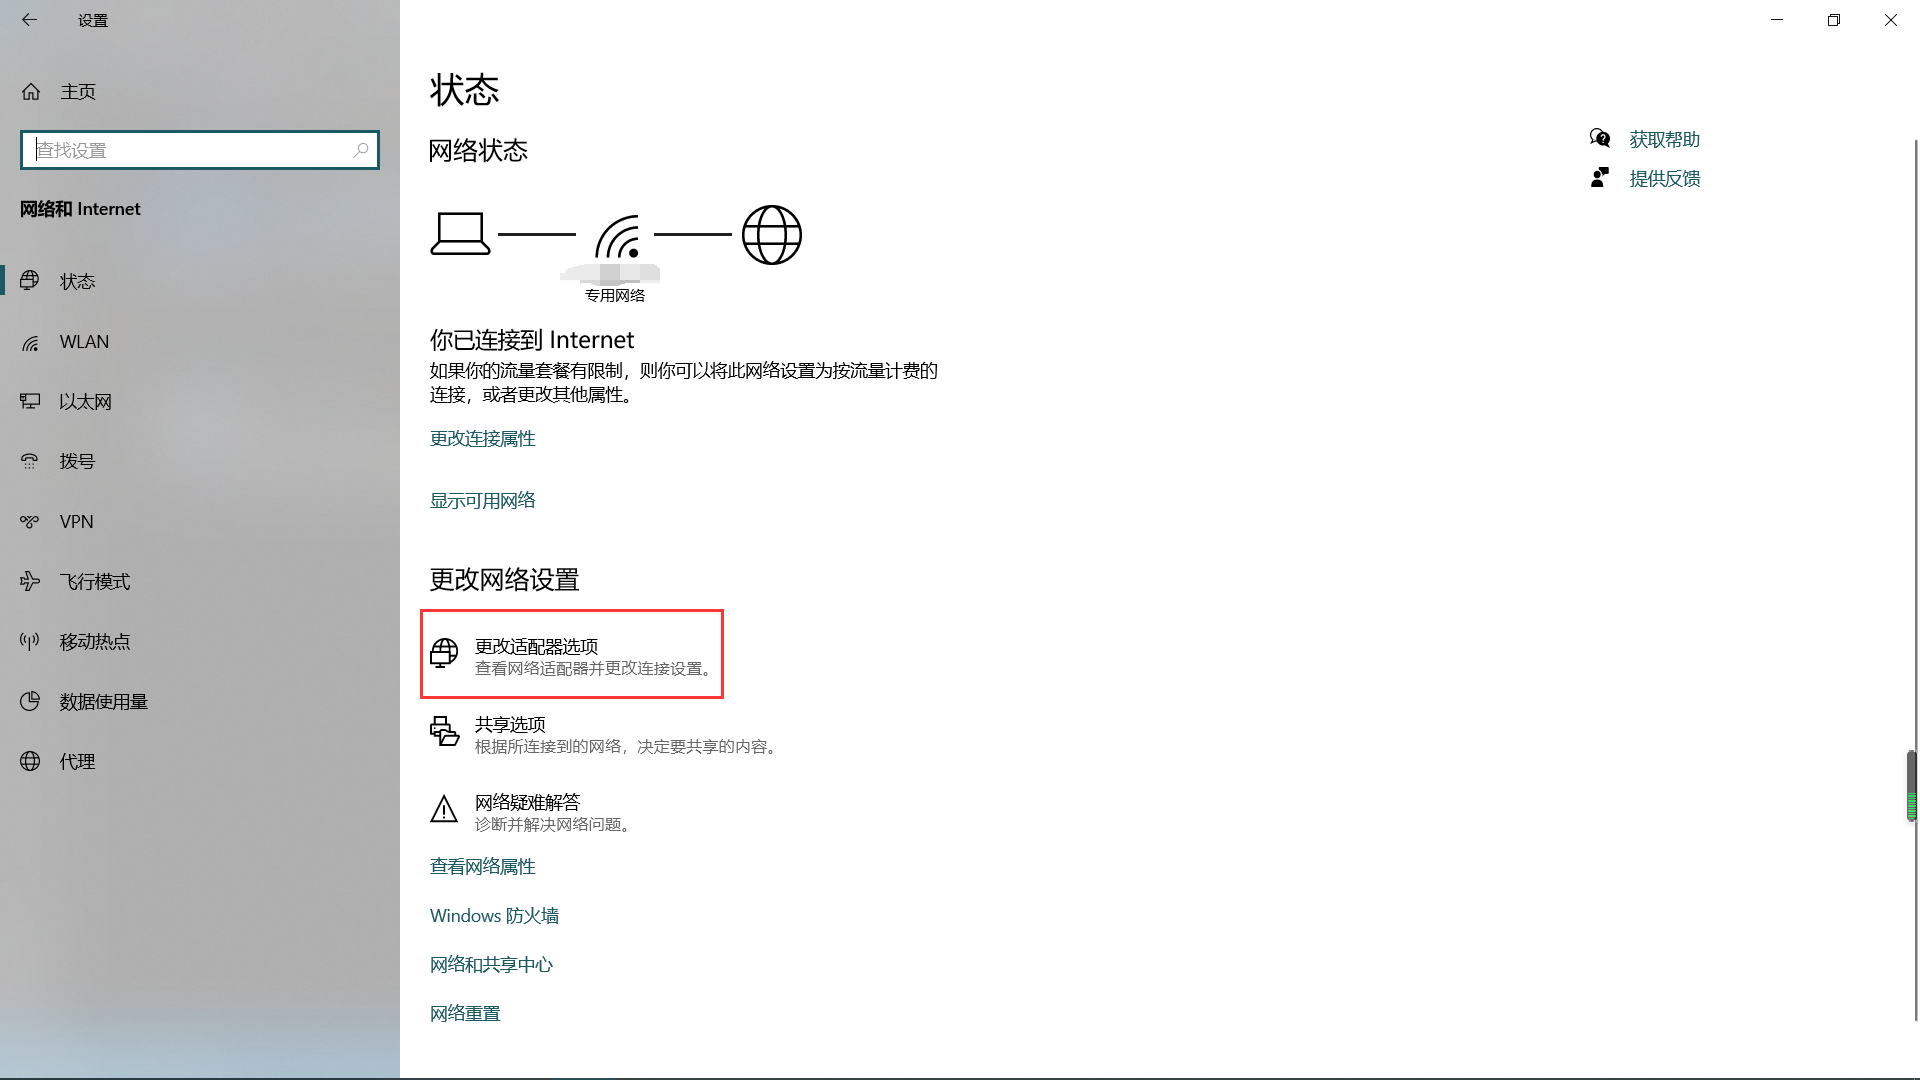 设置
主页
查找设置
网络和 Internet
状态
WLAN
以太网
拨号
VPN
飞行模式
移动热点
数据使用量
代理
状态
网络状态
专用网络
你已连接到 Internet
如果你的流量套餐有限制，则你可以将此网络设置为按流量计费的
连接，或者更改其他属性。
更改连接属性
显示可用网络
更改网络设置
更改适配器选项
查看网络适配器并更改连接设置。
共享选项
根据所连接到的网络，决定要共享的内容。
网络疑难解答
诊断并解决网络问题。
查看网络属性
Windows 防火墙
网络和共享中心
网络重置
获取帮助
提供反馈